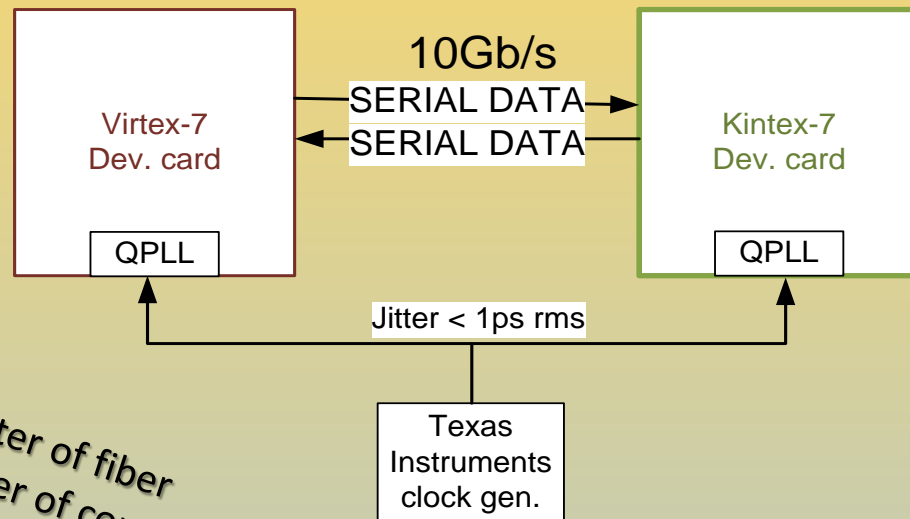 10Gb/s
SERIAL DATA
SERIAL DATA
Virtex-7
Dev. card
Kintex-7
Dev. card
QPLL
QPLL
Jitter < 1ps rms
Texas
Instruments
clock gen.
of fiber
of